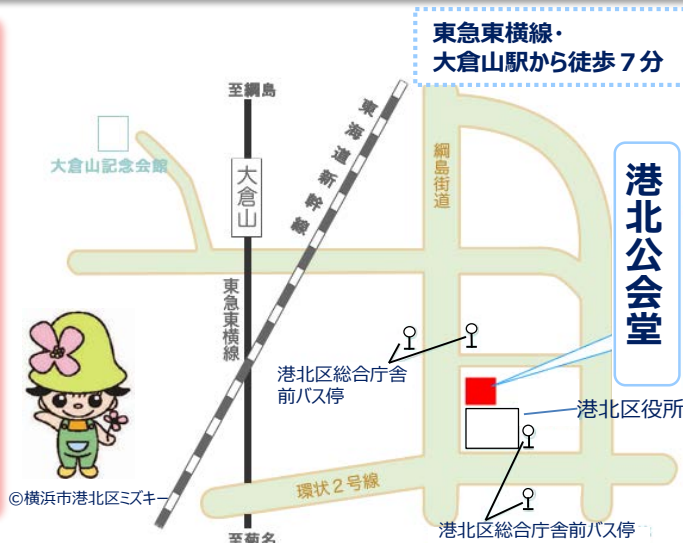 東急東横線・
大倉山駅から徒歩７分
至綱島
東海道新幹線
大倉山記念会館
大倉山
綱島街道
港北公会堂
東急東横線
港北区総合庁舎
前バス停
港北区役所
環状２号線
©横浜市港北区ミズキー
港北区総合庁舎前バス停
至菊名